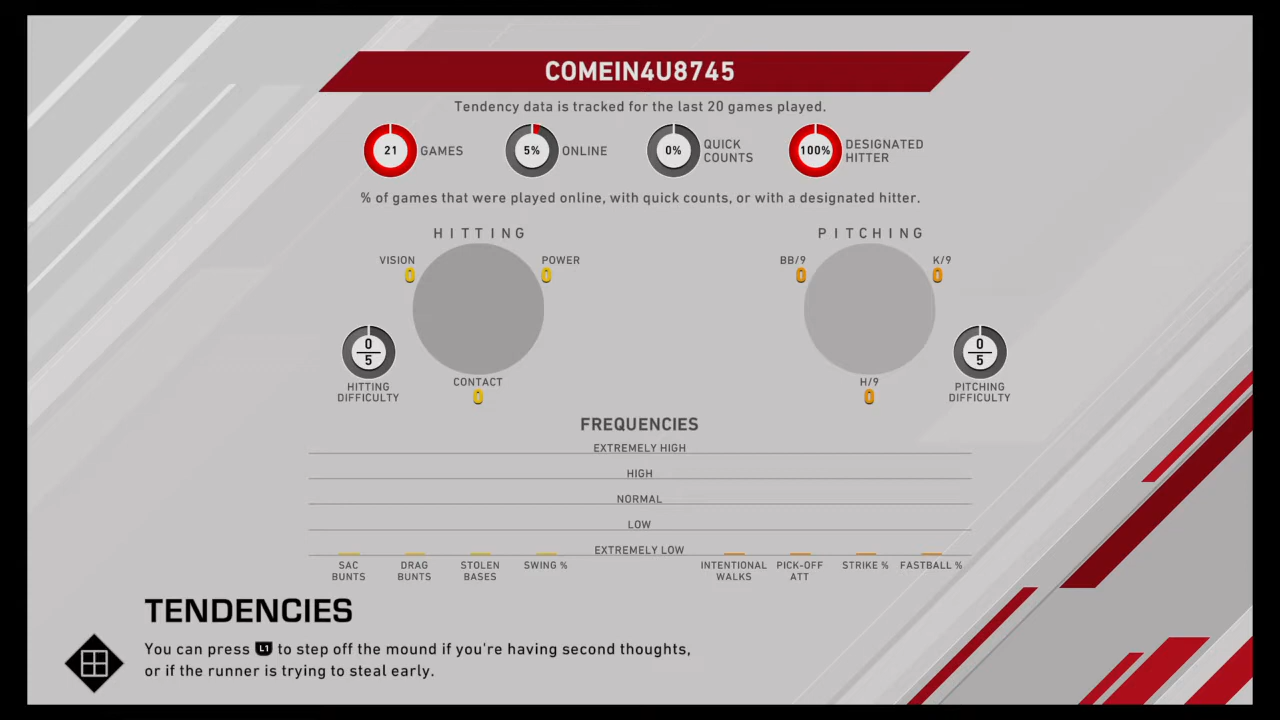 COMEIN4U8745
Tendency data is tracked for the last 20 games played.
21 GAMES
5% ONLINE
0% QUICK COUNTS
100% DESIGNATED HITTER
% of games that were played online, with quick counts, or with a designated hitter.
HITTING
VISION
0
POWER
0
0
5
HITTING
DIFFICULTY
CONTACT
0
PITCHING
BB/9
0
K/9
0
H/9
0
0
5
PITCHING
DIFFICULTY
FREQUENCIES
EXTREMELY HIGH
HIGH
NORMAL
LOW
EXTREMELY LOW
SAC
BUNTS
DRAG
BUNTS
STOLEN
BASES
SWING %
INTENTIONAL
WALKS
PICK-OFF
ATT
STRIKE %
FASTBALL %
TENDENCIES
You can press L1 to step off the mound if you're having second thoughts,
or if the runner is trying to steal early.